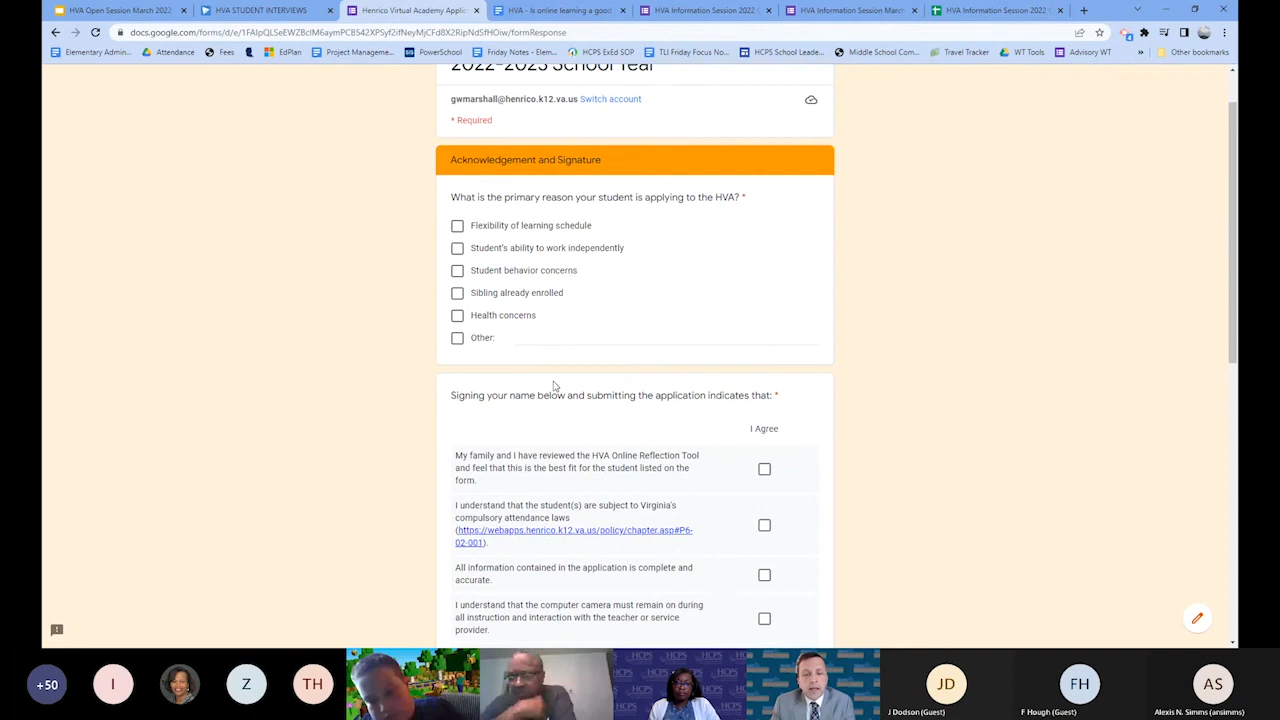 HVA Open Session March 2022
HVA STUDENT INTERVIEWS
Henrico Virtual Academy Applic
HVA - Is online learning a good
HVA Information Session 2022
HVA Information Session March
HVA Information Session 2022
docs.google.com/forms/d/e/1FAIpQLSeEWZBclM6aymPCB542XPSyf2ifNeyMjCFd8X2RipNdSfHOiw/formResponse
Elementary Admin...
Attendance
Fees
EdPlan
Project Manageme...
PowerSchool
Friday Notes - Elem...
HCPS ExEd SOP
TLI Friday Focus No...
HCPS School Leade...
Middle School Com...
Travel Tracker
WT Tools
Advisory WT
Other bookmarks
2022-2023 School Year
gwmarshall@henrico.k12.va.us Switch account
* Required
Acknowledgement and Signature
What is the primary reason your student is applying to the HVA? *
Flexibility of learning schedule
Student's ability to work independently
Student behavior concerns
Sibling already enrolled
Health concerns
Other:
Signing your name below and submitting the application indicates that: *
I Agree
My family and I have reviewed the HVA Online Reflection Tool
and feel that this is the best fit for the student listed on the
form.
I understand that the student(s) are subject to Virginia's
compulsory attendance laws
(https://webapps.henrico.k12.va.us/policy/chapter.asp#P6-
02-001).
All information contained in the application is complete and
accurate.
I understand that the computer camera must remain on during
all instruction and interaction with the teacher or service
provider.
+50
I
Z
TH
HCPS
JD
FH
AS
J Dodson (Guest)
F Hough (Guest)
Alexis N. Simms (ansimms)